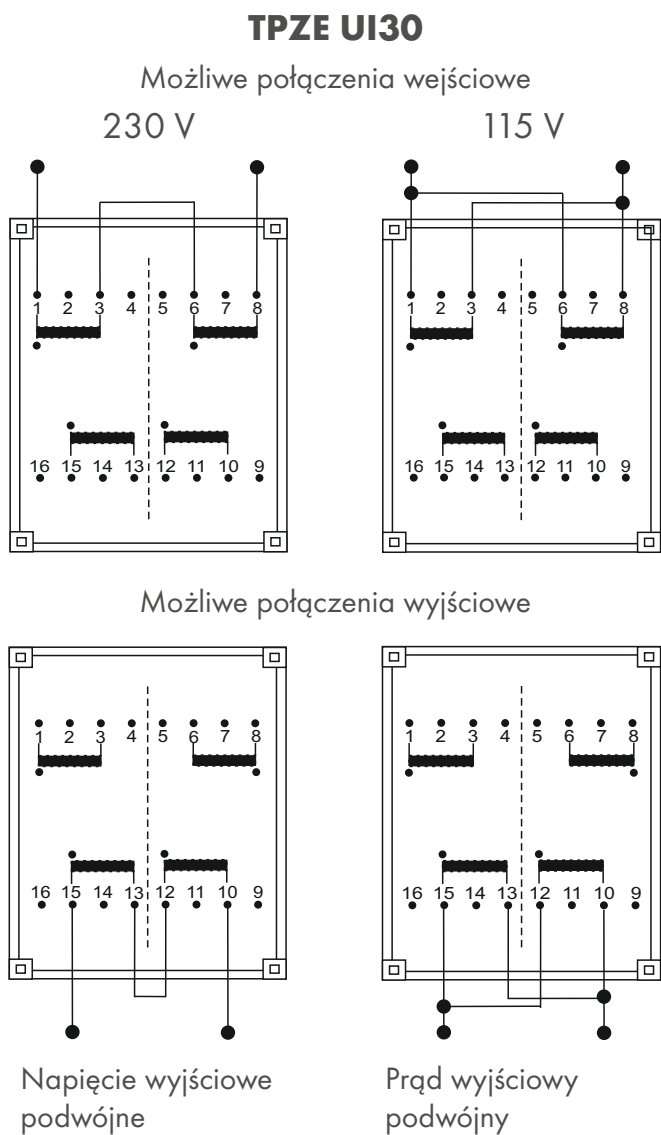 TPZE UI30
Możliwe połączenia wejściowe
230 V 115 V
1 2 3 4 5 6 7 8 1 2 3 4 5 6 7 8
16 15 14 13 12 11 10 9 16 15 14 13 12 11 10 9
Możliwe połączenia wyjściowe
1 2 3 4 5 6 7 8 1 2 3 4 5 6 7 8
16 15 14 13 12 11 10 9 16 15 14 13 12 11 10 9
Napięcie wyjściowe
podwójne
Prąd wyjściowy
podwójny